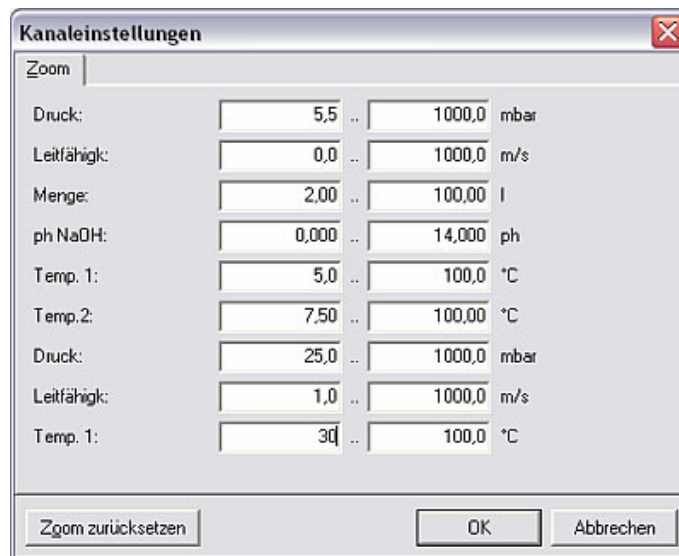 Kanaleinstellungen
Zoom
Druck: 5,5 .. 1000,0 mbar
Leitfähigk: 0,0 .. 1000,0 m/s
Menge: 2,00 .. 100,00 l
ph NaOH: 0,000 .. 14,000 ph
Temp. 1: 5,0 .. 100,0 °C
Temp.2: 7,50 .. 100,00 °C
Druck: 25,0 .. 1000,0 mbar
Leitfähigk: 1,0 .. 1000,0 m/s
Temp. 1: 30 .. 100,0 °C
Zoom zurücksetzen OK Abbrechen